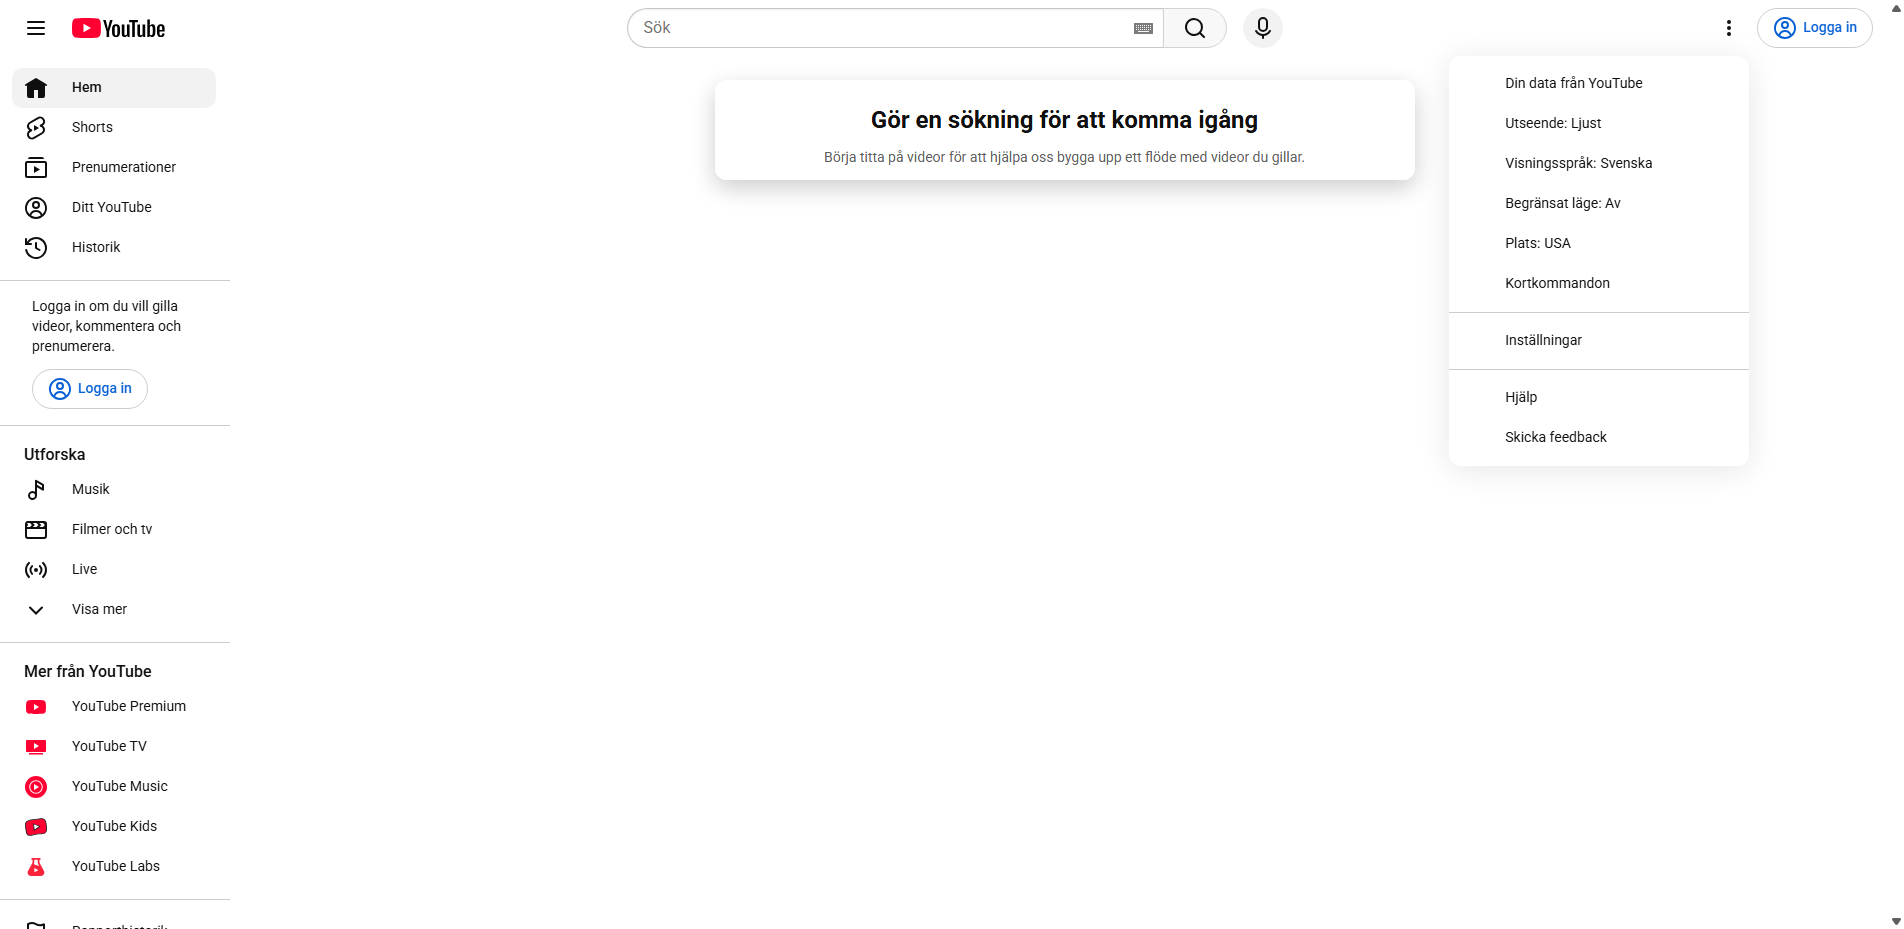 YouTube
Sök
Logga in
Hem
Shorts
Prenumerationer
Ditt YouTube
Historik
Logga in om du vill gilla
videor, kommentera och
prenumerera.
Logga in
Utforska
Musik
Filmer och tv
Live
Visa mer
Mer från YouTube
YouTube Premium
YouTube TV
YouTube Music
YouTube Kids
YouTube Labs
Gör en sökning för att komma igång
Börja titta på videor för att hjälpa oss bygga upp ett flöde med videor du gillar.
Din data från YouTube
Utseende: Ljust
Visningsspråk: Svenska
Begränsat läge: Av
Plats: USA
Kortkommandon
Inställningar
Hjälp
Skicka feedback